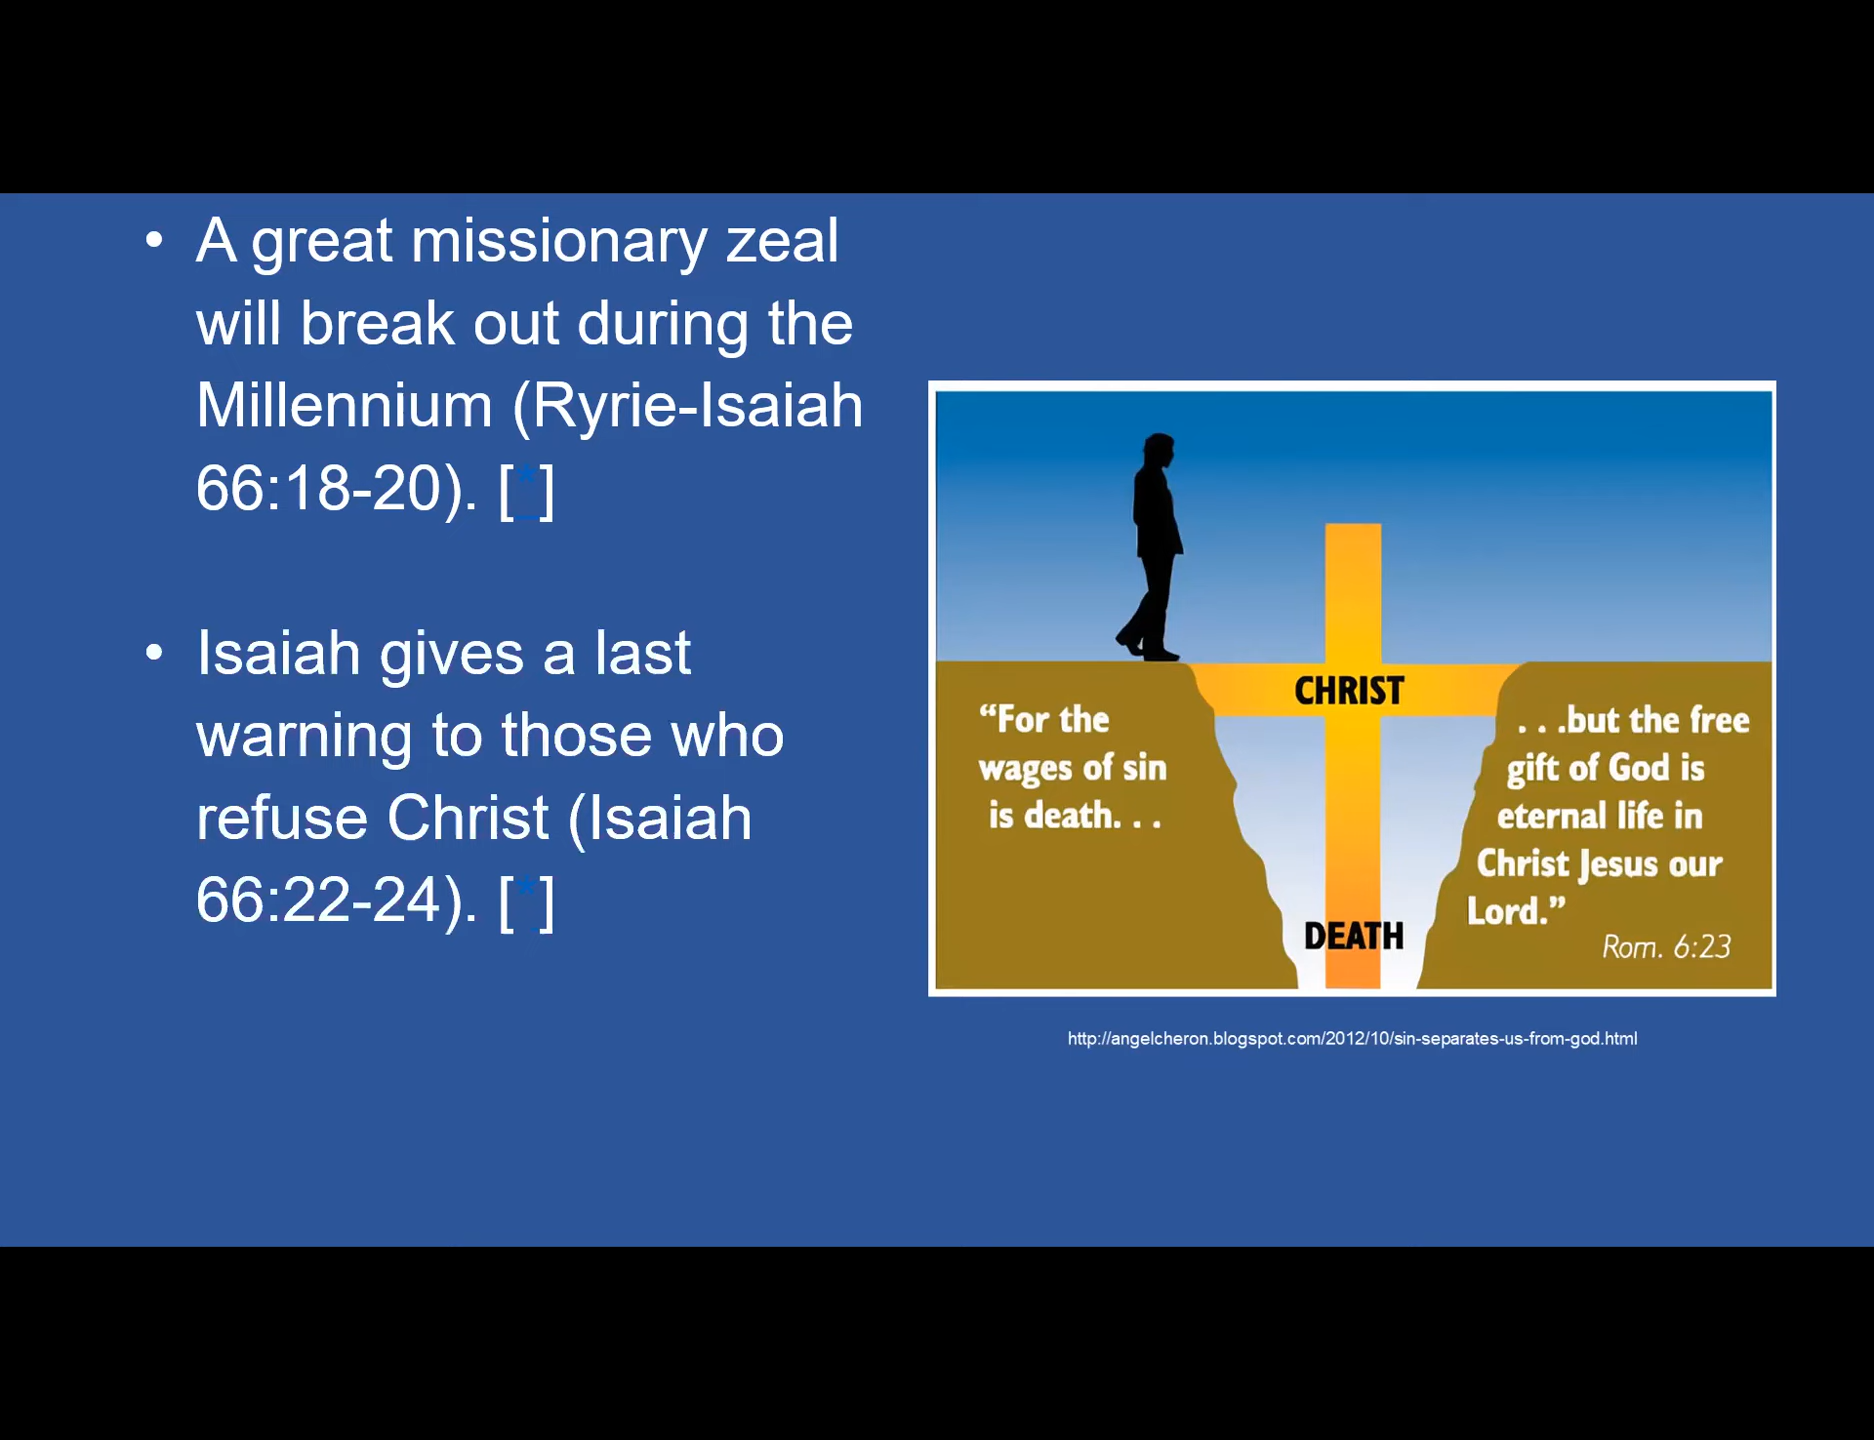 • A great missionary zeal
will break out during the
Millennium (Ryrie-Isaiah
66:18-20). [*]
• Isaiah gives a last
warning to those who
refuse Christ (Isaiah
66:22-24). [*]
CHRIST
“For the
wages of sin
is death. . .
. . .but the free
gift of God is
eternal life in
Christ Jesus our
Lord.”
DEATH
Rom. 6:23
http://angelcheron.blogspot.com/2012/10/sin-separates-us-from-god.html